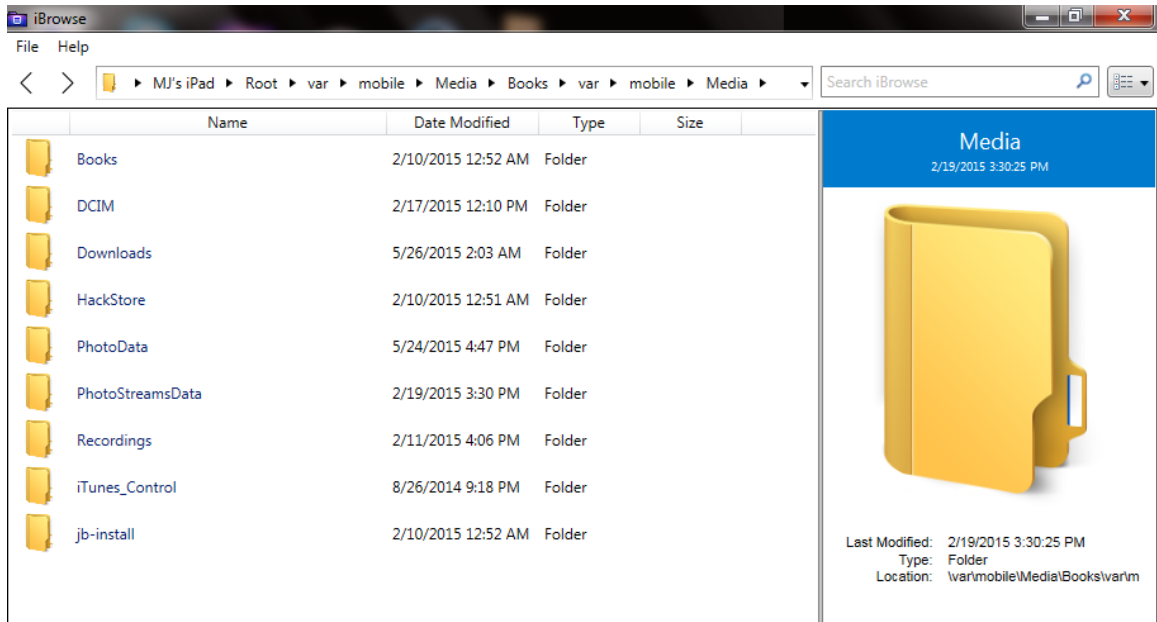 iBrowse
File Help
MJ's iPad Root var mobile Media Books var mobile Media
Search iBrowse
Name Date Modified Type Size
Books 2/10/2015 12:52 AM Folder
DCIM 2/17/2015 12:10 PM Folder
Downloads 5/26/2015 2:03 AM Folder
HackStore 2/10/2015 12:51 AM Folder
PhotoData 5/24/2015 4:47 PM Folder
PhotoStreamsData 2/19/2015 3:30 PM Folder
Recordings 2/11/2015 4:06 PM Folder
iTunes_Control 8/26/2014 9:18 PM Folder
jb-install 2/10/2015 12:52 AM Folder
Media
2/19/2015 3:30:25 PM
Last Modified: 2/19/2015 3:30:25 PM
Type: Folder
Location: \var\mobile\Media\Books\var\m